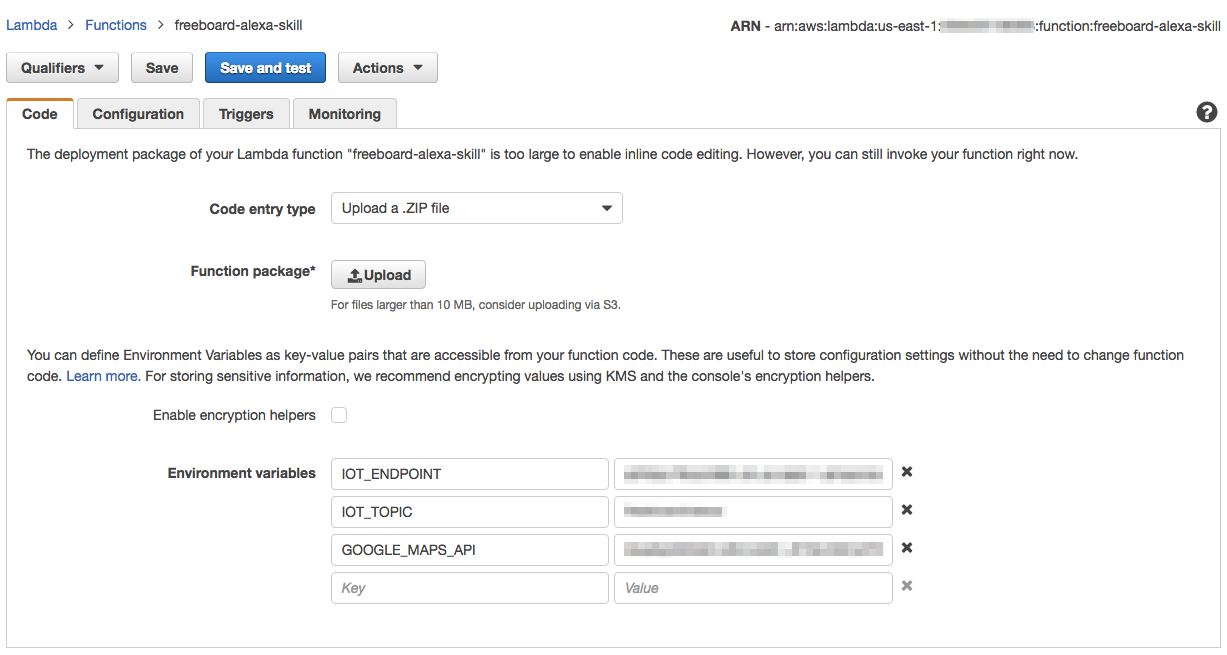 Lambda > Functions > freeboard-alexa-skill
ARN - arn:aws:lambda:us-east-1: :function:freeboard-alexa-skill
Qualifiers Save Save and test Actions
Code Configuration Triggers Monitoring
?
The deployment package of your Lambda function "freeboard-alexa-skill" is too large to enable inline code editing. However, you can still invoke your function right now.
Code entry type Upload a .ZIP file
Function package* Upload
For files larger than 10 MB, consider uploading via S3.
You can define Environment Variables as key-value pairs that are accessible from your function code. These are useful to store configuration settings without the need to change function
code. Learn more. For storing sensitive information, we recommend encrypting values using KMS and the console's encryption helpers.
Enable encryption helpers
Environment variables IOT_ENDPOINT
IOT_TOPIC
GOOGLE_MAPS_API
Key Value